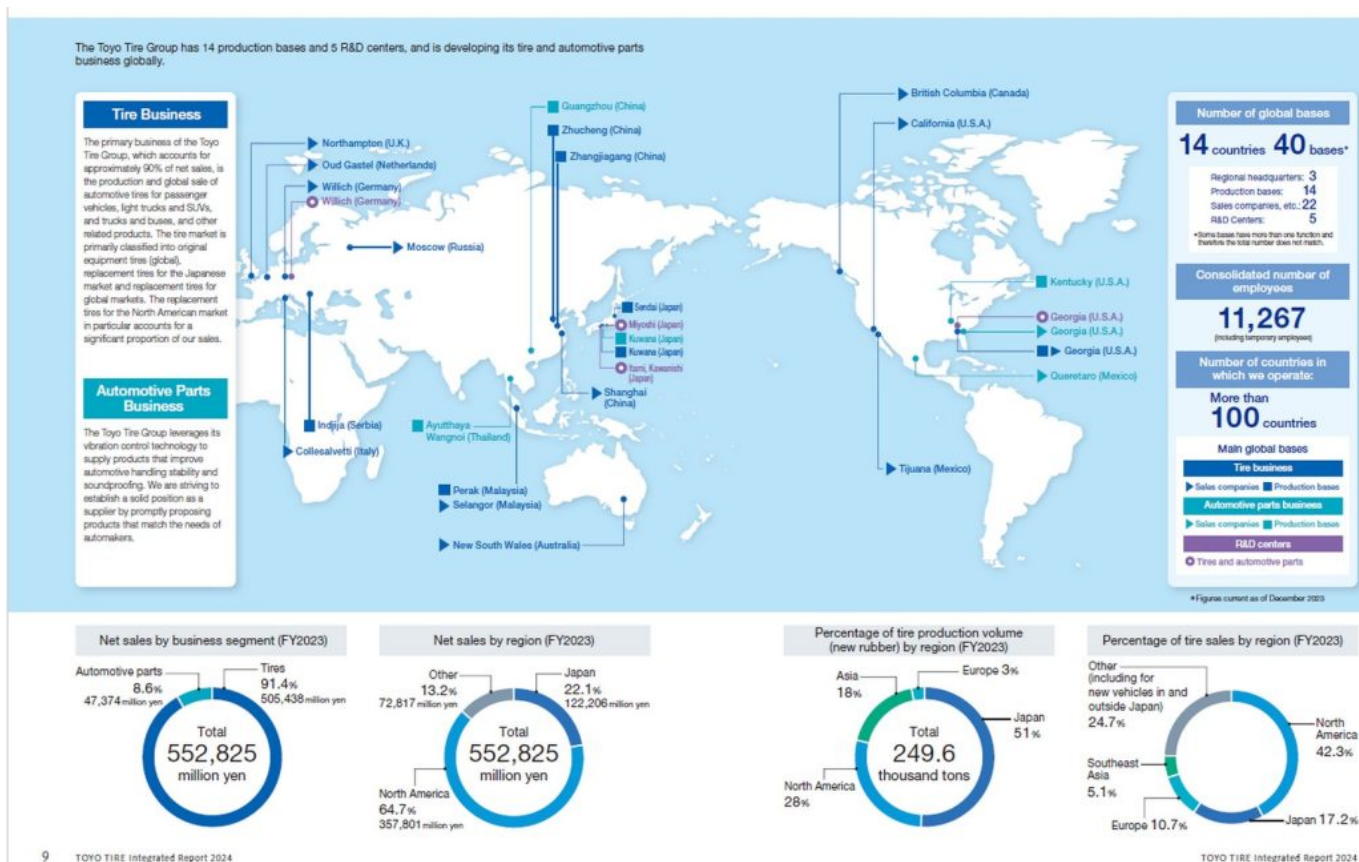 The Toyo Tire Group has 14 production bases and 5 R&D centers, and is developing its tire and automotive parts
business globally.
Tire Business
The primary business of the Toyo
Tire Group, which accounts for
approximately 90% of net sales, is
the production and global sale of
automotive tires for passenger
vehicles, light trucks and SUVs,
and trucks and buses, and other
related products. The tire market is
primarily classified into original
equipment tires (global),
replacement tires for the Japanese
market and replacement tires for
global markets. The replacement
tires for the North American market
in particular accounts for a
significant proportion of our sales.
Automotive Parts
Business
The Toyo Tire Group leverages its
vibration control technology to
supply products that improve
automotive handling stability and
soundproofing. We are striving to
establish a solid position as a
supplier by promptly proposing
products that match the needs of
automakers.
Northampton (U.K.)
Oud Gastel (Netherlands)
Willich (Germany)
Willich (Germany)
Moscow (Russia)
Indjija (Serbia)
Collesalvetti (Italy)
Guangzhou (China)
Zhucheng (China)
Zhangjiagang (China)
Sendai (Japan)
Miyoshi (Japan)
Kuwana (Japan)
Kuwana (Japan)
Itami, Kawanishi
(Japan)
Shanghai
(China)
Ayutthaya
Wangnoi (Thailand)
Perak (Malaysia)
Selangor (Malaysia)
New South Wales (Australia)
British Columbia (Canada)
California (U.S.A.)
Kentucky (U.S.A.)
Georgia (U.S.A.)
Georgia (U.S.A.)
Georgia (U.S.A.)
Queretaro (Mexico)
Tijuana (Mexico)
Number of global bases
14 countries 40 bases*
Regional headquarters: 3
Production bases: 14
Sales companies, etc.: 22
R&D Centers: 5
*Some bases have more than one function and
therefore the total number does not match.
Consolidated number of
employees
11,267
(including temporary employees)
Number of countries in
which we operate:
More than
100 countries
Main global bases
Tire business
Sales companies Production bases
Automotive parts business
Sales companies Production bases
R&D centers
Tires and automotive parts
*Figures current as of December 2023
Net sales by business segment (FY2023)
Automotive parts
8.6%
47,374 million yen
Tires
91.4%
505,438 million yen
Total
552,825
million yen
Net sales by region (FY2023)
Other
13.2%
72,817 million yen
Japan
22.1%
122,206 million yen
Total
552,825
million yen
North America
64.7%
357,801 million yen
Percentage of tire production volume
(new rubber) by region (FY2023)
Europe 3%
Asia
18%
Japan
51%
Total
249.6
thousand tons
North America
28%
Percentage of tire sales by region (FY2023)
Other
(including for
new vehicles in and
outside Japan)
24.7%
North
America
42.3%
Southeast
Asia
5.1%
Europe 10.7%
Japan 17.2%
9 TOYO TIRE Integrated Report 2024
TOYO TIRE Integrated Report 2024